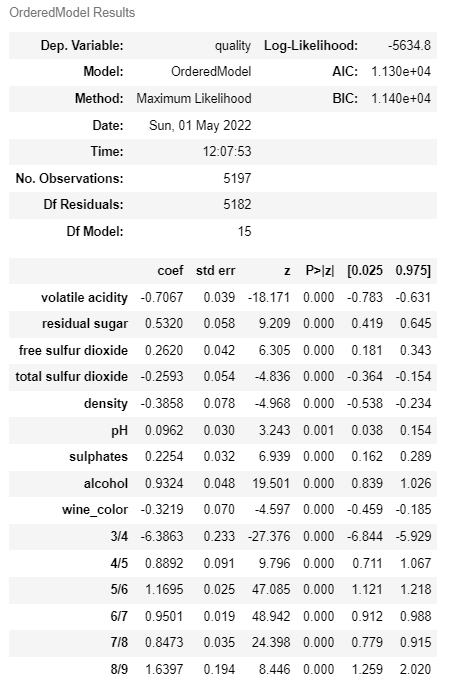 OrderedModel Results
Dep. Variable: quality Log-Likelihood: -5634.8
Model: OrderedModel AIC: 1.130e+04
Method: Maximum Likelihood BIC: 1.140e+04
Date: Sun, 01 May 2022
Time: 12:07:53
No. Observations: 5197
Df Residuals: 5182
Df Model: 15
coef std err z P>|z| [0.025 0.975]
volatile acidity -0.7067 0.039 -18.171 0.000 -0.783 -0.631
residual sugar 0.5320 0.058 9.209 0.000 0.419 0.645
free sulfur dioxide 0.2620 0.042 6.305 0.000 0.181 0.343
total sulfur dioxide -0.2593 0.054 -4.836 0.000 -0.364 -0.154
density -0.3858 0.078 -4.968 0.000 -0.538 -0.234
pH 0.0962 0.030 3.243 0.001 0.038 0.154
sulphates 0.2254 0.032 6.939 0.000 0.162 0.289
alcohol 0.9324 0.048 19.501 0.000 0.839 1.026
wine_color -0.3219 0.070 -4.597 0.000 -0.459 -0.185
3/4 -6.3863 0.233 -27.376 0.000 -6.844 -5.929
4/5 0.8892 0.091 9.796 0.000 0.711 1.067
5/6 1.1695 0.025 47.085 0.000 1.121 1.218
6/7 0.9501 0.019 48.942 0.000 0.912 0.988
7/8 0.8473 0.035 24.398 0.000 0.779 0.915
8/9 1.6397 0.194 8.446 0.000 1.259 2.020